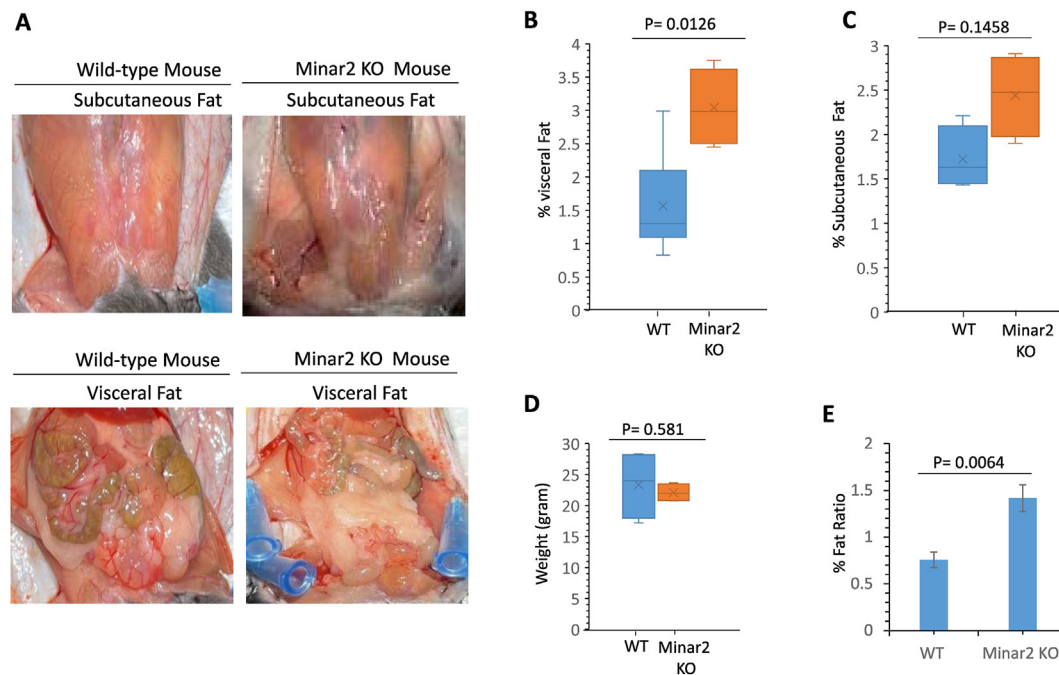 A
Wild-type Mouse
Subcutaneous Fat
Minar2 KO  Mouse
Subcutaneous Fat
Wild-type Mouse
Visceral Fat
Minar2 KO  Mouse
Visceral Fat
B
P= 0.0126
% visceral Fat
4
3.5
3
2.5
2
1.5
1
0.5
0
WT
Minar2
KO
C
P= 0.1458
% Subcutaneous  Fat
3
2.5
2
1.5
1
0.5
0
WT
Minar2
KO
D
P= 0.581
Weight (gram)
30
25
20
15
10
5
0
WT
Minar2
KO
E
P= 0.0064
% Fat Ratio
2
1.5
1
0.5
0
WT
Minar2 KO